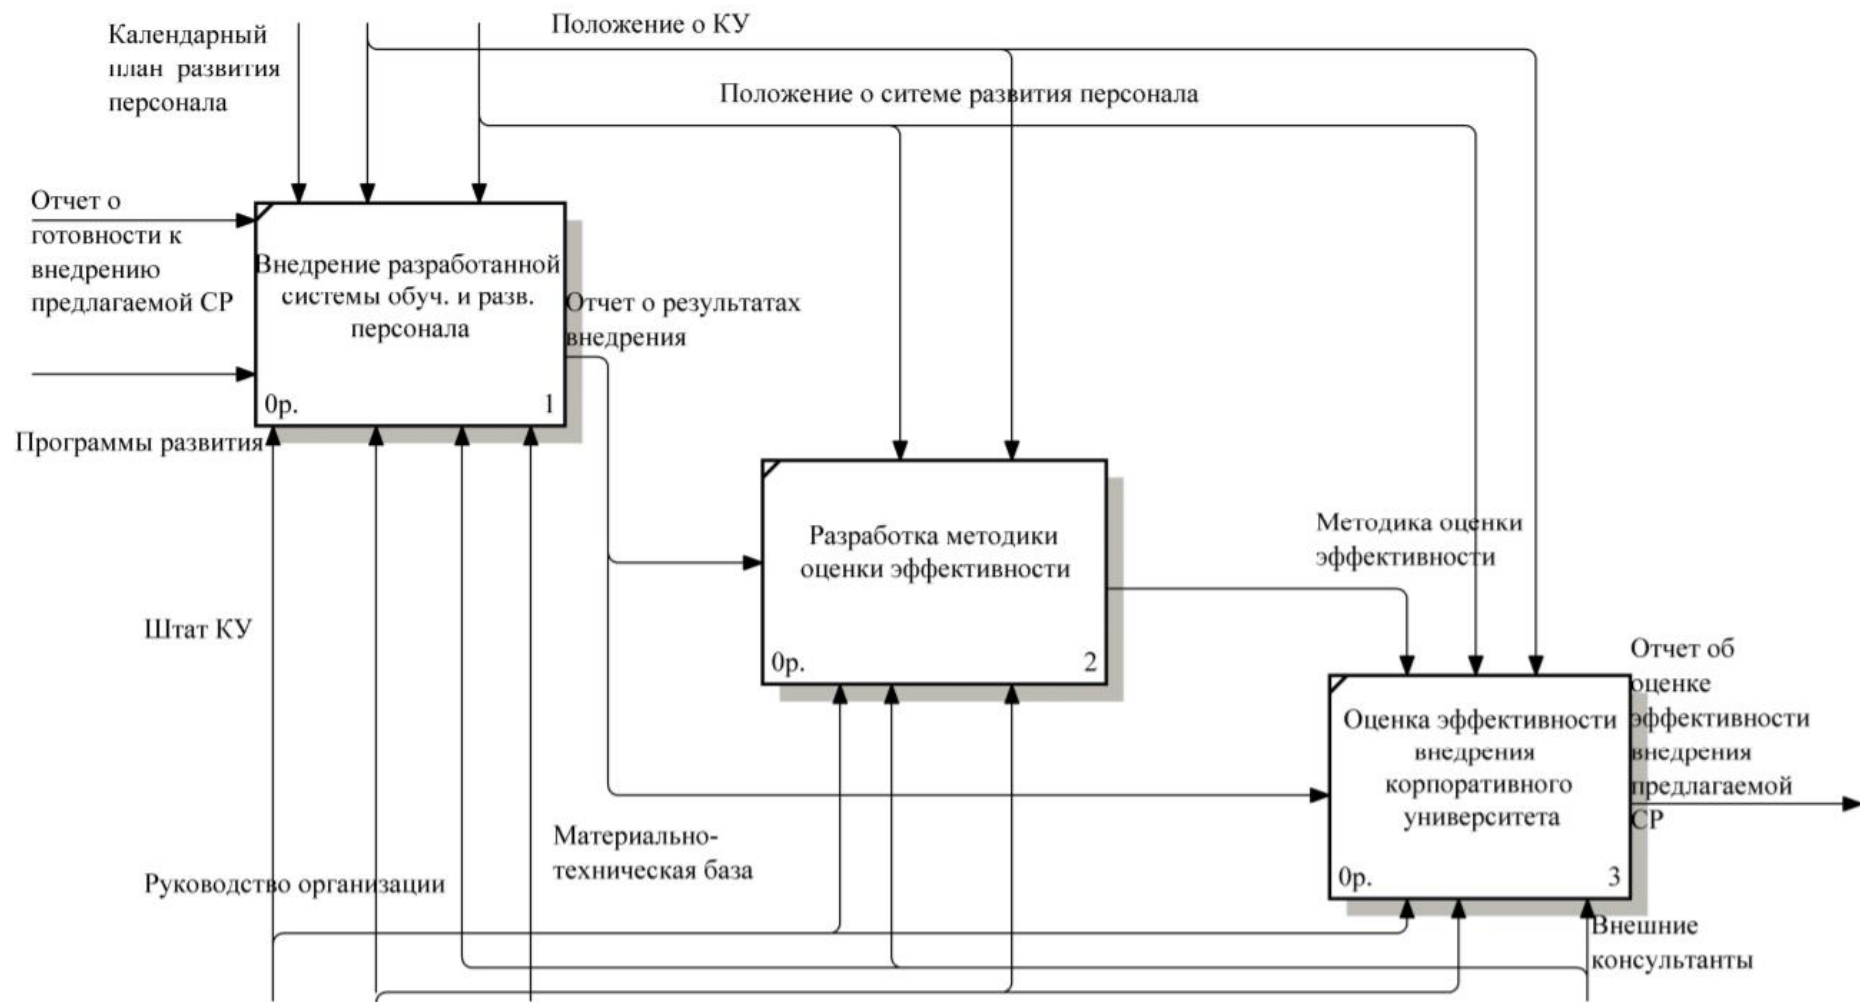 Положение о КУ
Календарный
план развития
персонала
Положение о ситеме развития персонала
Отчет о
готовности к
внедрению
предлагаемой СР
Внедрение разработанной
системы обуч. и разв.
персонала
0р.
1
Отчет о результатах
внедрения
Программы развития
Разработка методики
оценки эффективности
0р.
2
Методика оценки
эффективности
Штат КУ
Отчет об
оценке
эффективности
внедрения
предлагаемой
СР
Оценка эффективности
внедрения
корпоративного
университета
0р.
3
Материально-
техническая база
Руководство организации
Внешние
консультанты